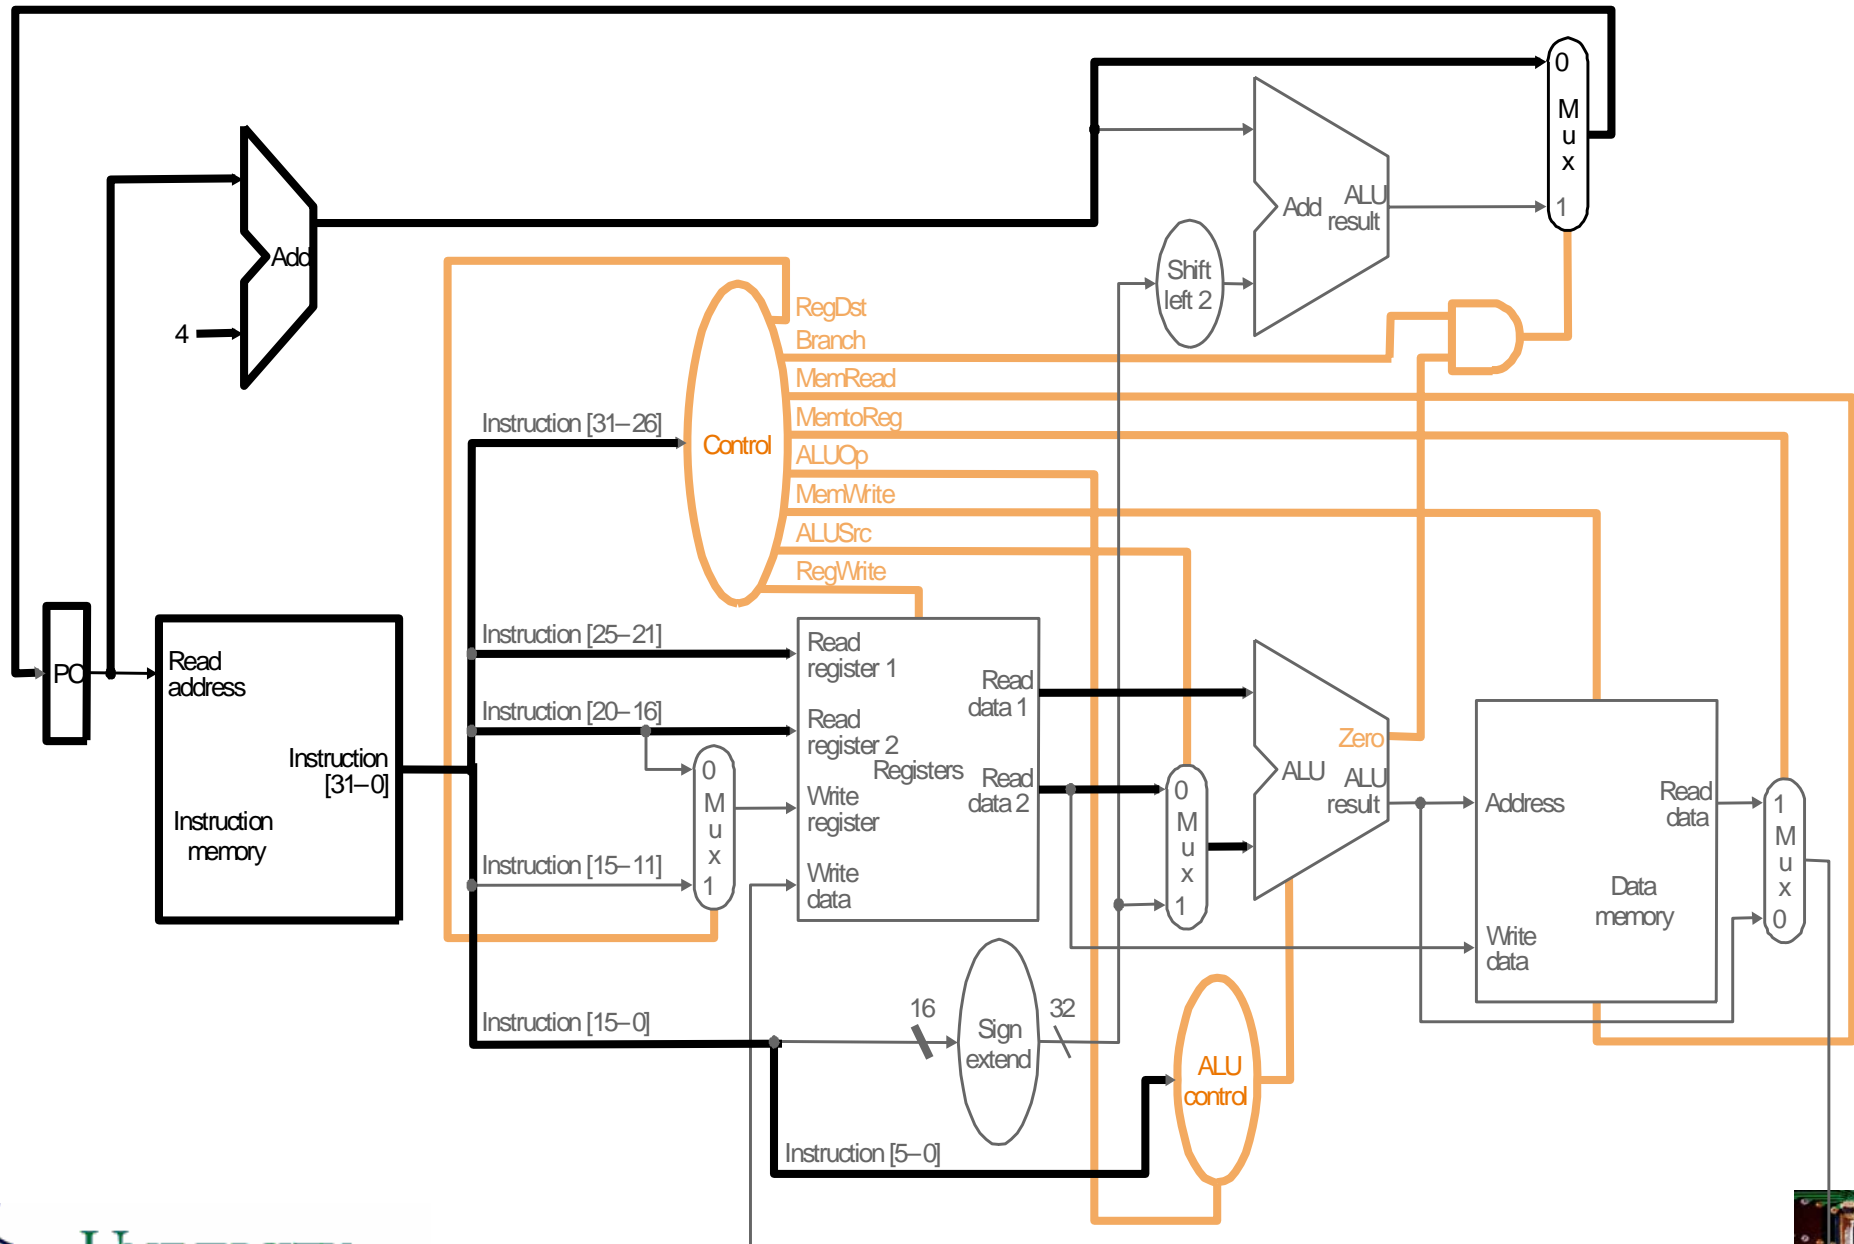 0
M
u
x
1
Add
ALU
result
Add
4
Shift
left 2
RegDst
Branch
MemRead
MemtoReg
ALUOp
MemWrite
ALUSrc
RegWrite
Control
Instruction [31–26]
Instruction [25–21]
Instruction [20–16]
Instruction [15–11]
Instruction [15–0]
Instruction [5–0]
PC
Read
address
Instruction
[31–0]
Instruction
memory
0
M
u
x
1
Read
register 1
Read
register 2
Registers
Write
register
Write
data
Read
data 1
Read
data 2
0
M
u
x
1
Zero
ALU
ALU
result
Address
Read
data
Data
memory
Write
data
1
M
u
x
0
16
Sign
extend
32
ALU
control